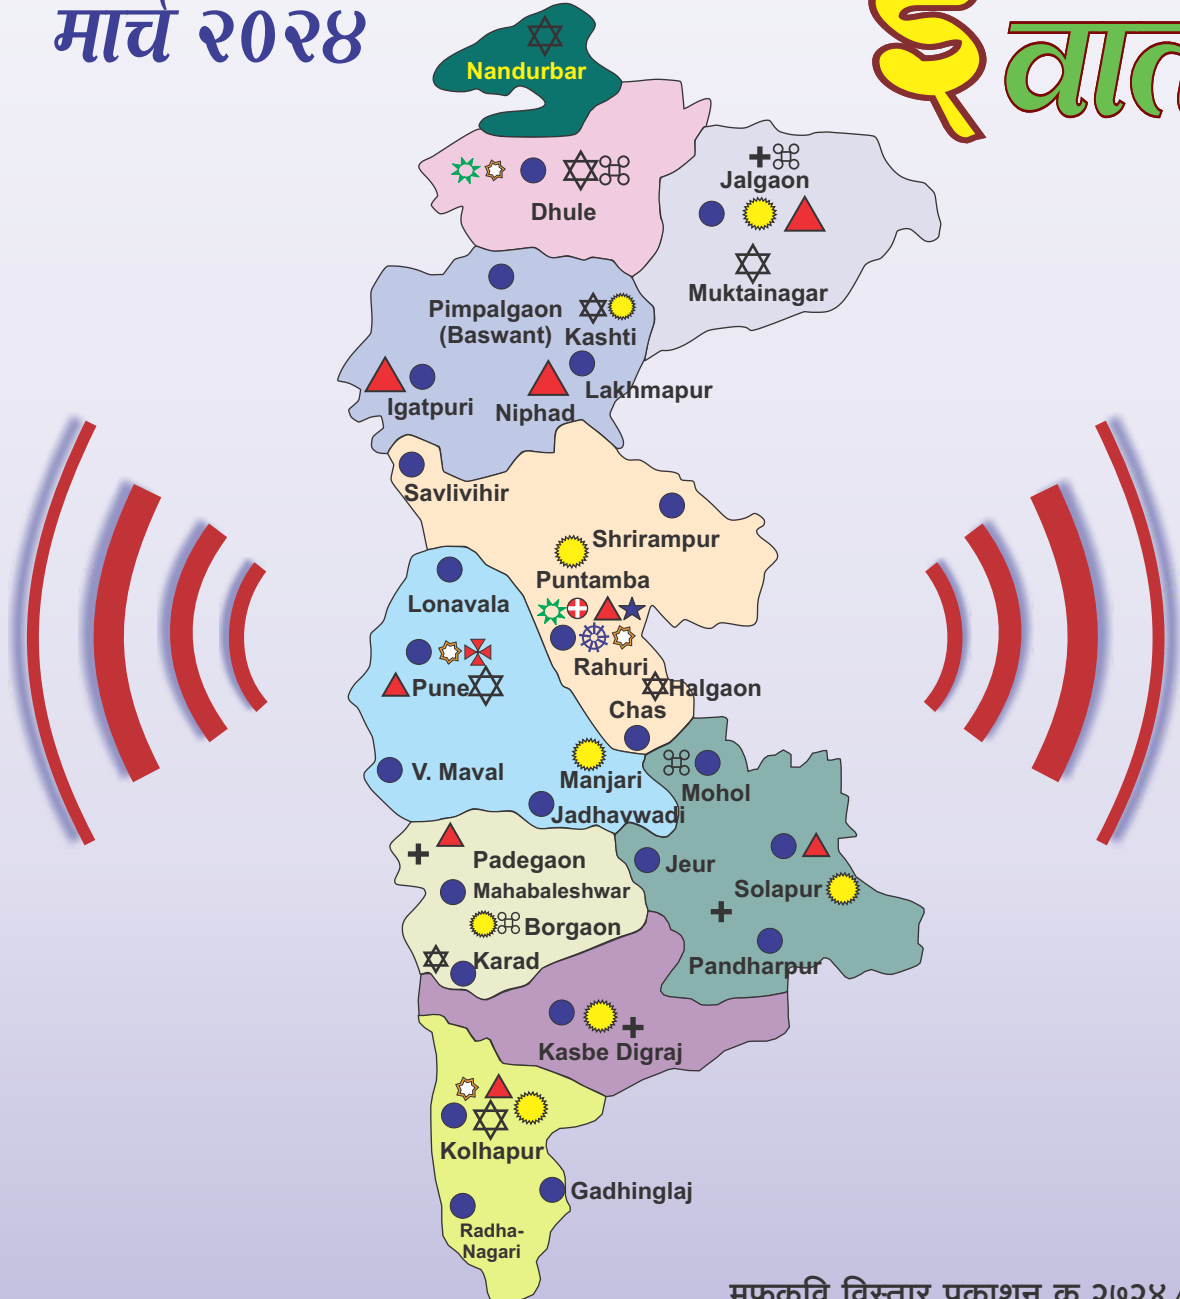 मार्च २०२४
ई
Nandurbar
Dhule
Jalgaon
Muktainagar
Pimpalgaon
(Baswant)
Kashti
Lakhmapur
Igatpuri
Niphad
Savlivihir
Shrirampur
Puntamba
Lonavala
Rahuri
Pune
Halgaon
Chas
V. Maval
Manjari
Mohol
Jadhavwadi
Padegaon
Jeur
Mahabaleshwar
Solapur
Borgaon
Karad
Pandharpur
Kasbe Digraj
Kolhapur
Gadhinglaj
Radha-
Nagari